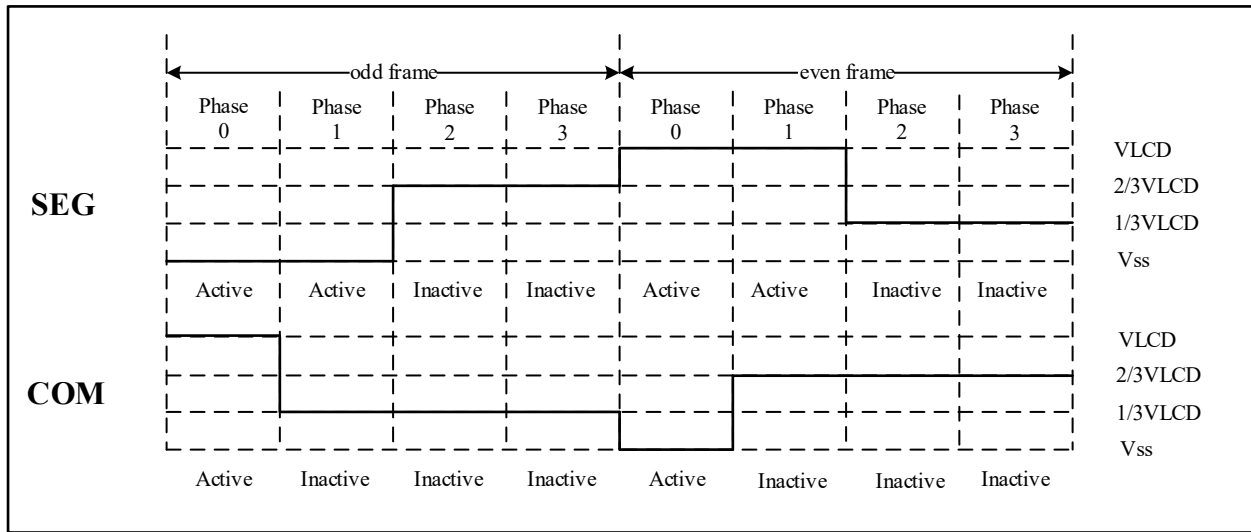 odd frame even frame
Phase Phase Phase Phase Phase Phase Phase Phase
0 1 2 3 0 1 2 3
VLCD
2/3VLCD
SEG
1/3VLCD
Vss
Active Active Inactive Inactive Active Active Inactive Inactive
VLCD
2/3VLCD
COM
1/3VLCD
Vss
Active Inactive Inactive Inactive Active Inactive Inactive Inactive